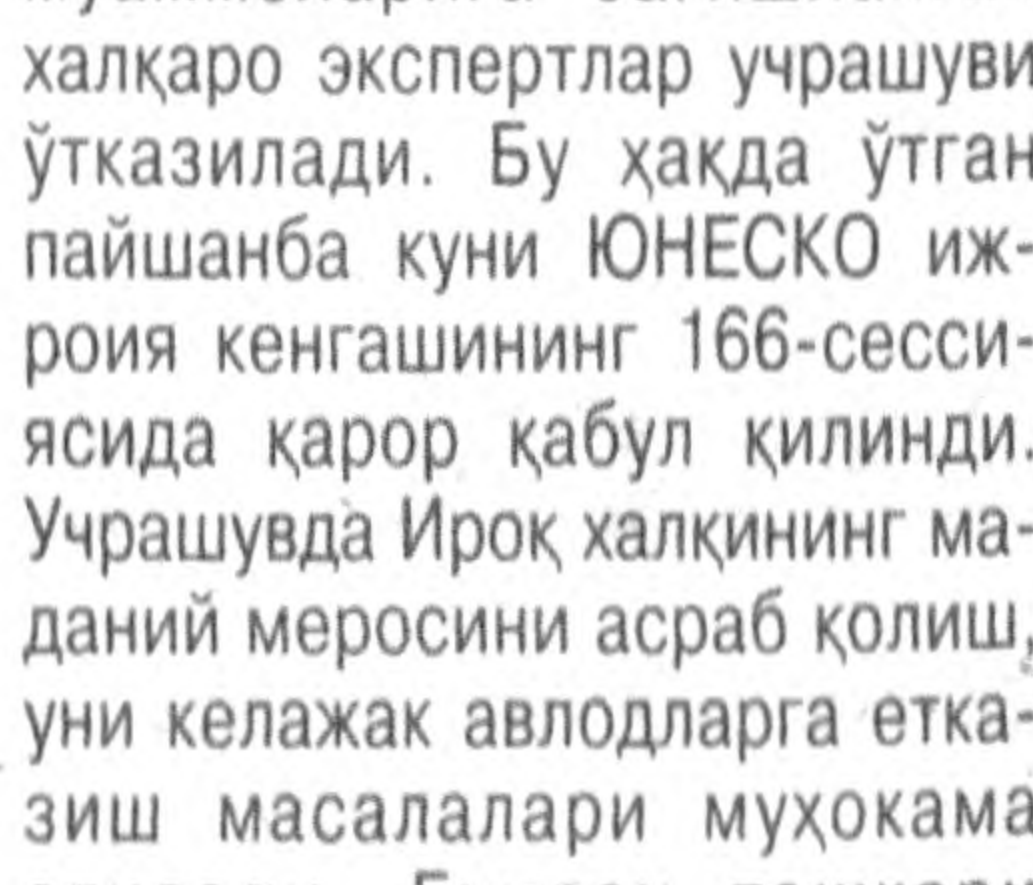 халқаро экспертлар учрашуви
ўтказилади. Бу ҳақда ўтган
пайшанба куни ЮНЕСКО иж-
роия кенгашининг 166-сесси-
ясида қарор қабул қилинди.
Учрашувда Ироқ халқининг ма-
даний меросини асраб қолиш,
уни келажак авлодларга етка-
зиш масалалари муҳокама